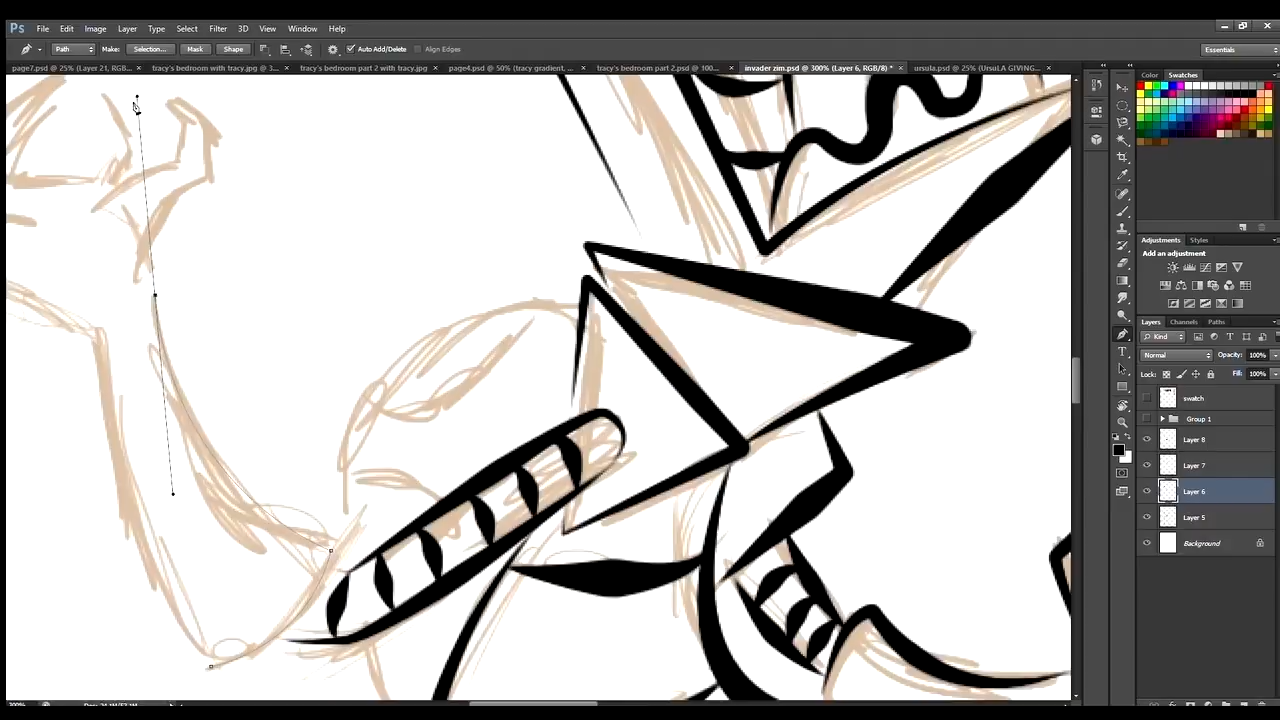 Ps File Edit Image Layer Type Select Filter 3D View Window Help
Path Make: Selection... Mask Shape Auto Add/Delete Align Edges Essentials
page7.psd @ 25% (Layer 21, RGB... × tracy's bedroom with tracy.jpg @ 3... × tracy's bedroom part 2 with tracy.jpg × page4.psd @ 50% (tracy gradient, ... × tracy's bedroom part 2.psd @ 100... × invader zim.psd @ 300% (Layer 6, RGB/8) * × ursula.psd @ 25% (UrsuLA GIVING... ×
Color Swatches
Adjustments Styles
Add an adjustment
Layers Channels Paths
Kind
Normal Opacity: 100%
Lock: Fill: 100%
swatch
Group 1
Layer 8
Layer 7
Layer 6
Layer 5
Background